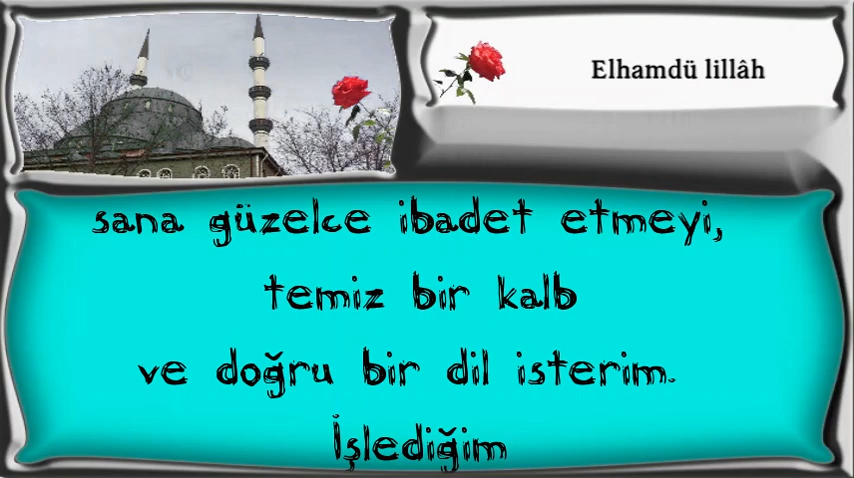 Elhamdü lillâh
sana güzelce ibadet etmeyi,
temiz bir kalb
ve doğru bir dil isterim.
İşlediğim